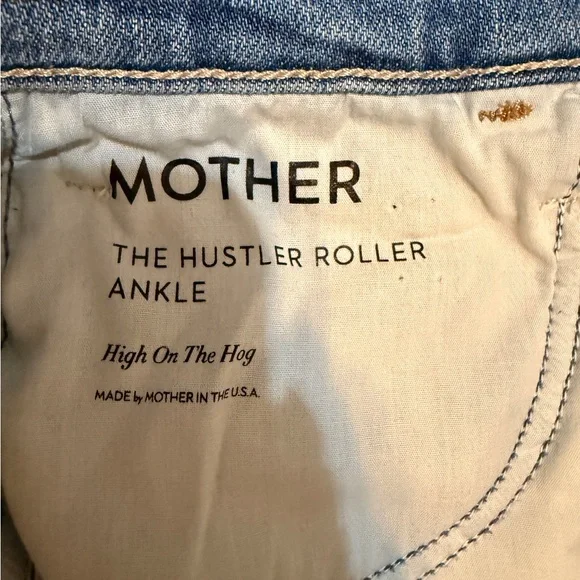 MOTHER
THE HUSTLER ROLLER
ANKLE
High On The Hog
MADE by MOTHER IN THE U.S.A.